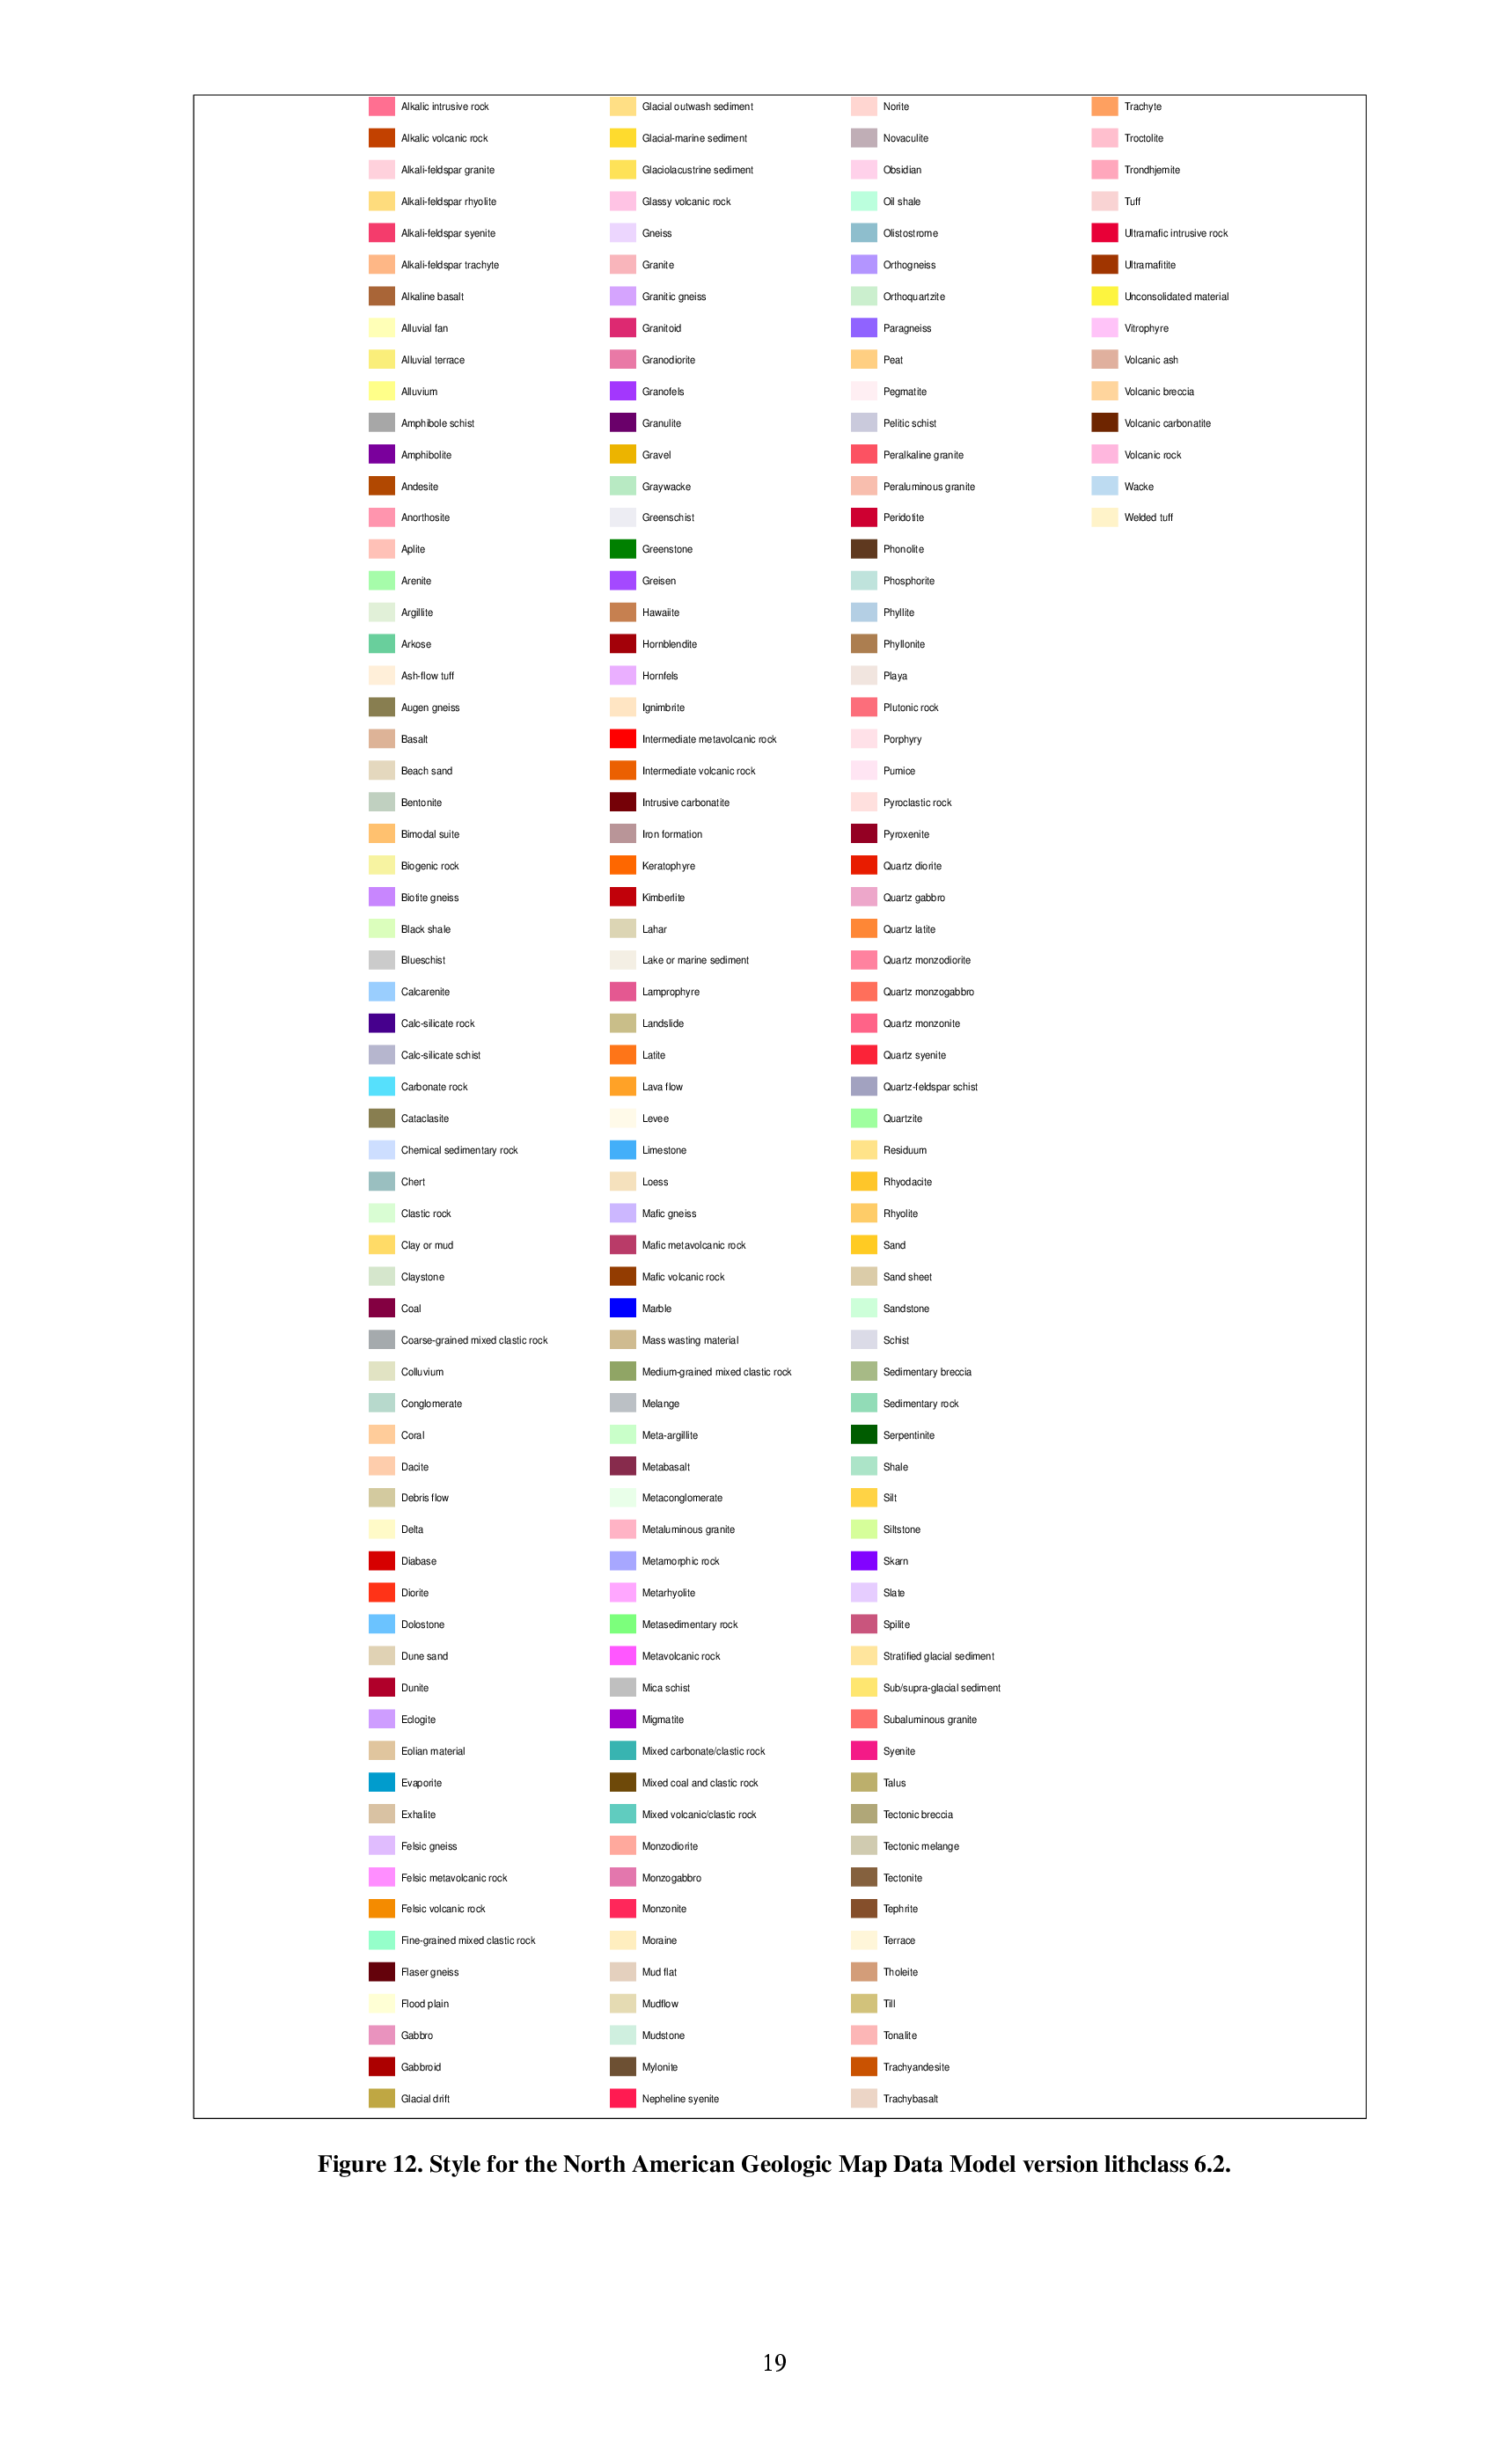 Alkalic intrusive rock
Alkalic volcanic rock
Alkali-feldspar granite
Alkali-feldspar rhyolite
Alkali-feldspar syenite
Alkali-feldspar trachyte
Alkaline basalt
Alluvial fan
Alluvial terrace
Alluvium
Amphibole schist
Amphibolite
Andesite
Anorthosite
Aplite
Arenite
Argillite
Arkose
Ash-flow tuff
Augen gneiss
Basalt
Beach sand
Bentonite
Bimodal suite
Biogenic rock
Biotite gneiss
Black shale
Blueschist
Calcarenite
Calc-silicate rock
Calc-silicate schist
Carbonate rock
Cataclasite
Chemical sedimentary rock
Chert
Clastic rock
Clay or mud
Claystone
Coal
Coarse-grained mixed clastic rock
Colluvium
Conglomerate
Coral
Dacite
Debris flow
Delta
Diabase
Diorite
Dolostone
Dune sand
Dunite
Eclogite
Eolian material
Evaporite
Exhalite
Felsic gneiss
Felsic metavolcanic rock
Felsic volcanic rock
Fine-grained mixed clastic rock
Flaser gneiss
Flood plain
Gabbro
Gabbroid
Glacial drift
Glacial outwash sediment
Glacial-marine sediment
Glaciolacustrine sediment
Glassy volcanic rock
Gneiss
Granite
Granitic gneiss
Granitoid
Granodiorite
Granofels
Granulite
Gravel
Graywacke
Greenschist
Greenstone
Greisen
Hawaiite
Hornblendite
Hornfels
Ignimbrite
Intermediate metavolcanic rock
Intermediate volcanic rock
Intrusive carbonatite
Iron formation
Keratophyre
Kimberlite
Lahar
Lake or marine sediment
Lamprophyre
Landslide
Latite
Lava flow
Levee
Limestone
Loess
Mafic gneiss
Mafic metavolcanic rock
Mafic volcanic rock
Marble
Mass wasting material
Medium-grained mixed clastic rock
Melange
Meta-argillite
Metabasalt
Metaconglomerate
Metaluminous granite
Metamorphic rock
Metarhyolite
Metasedimentary rock
Metavolcanic rock
Mica schist
Migmatite
Mixed carbonate/clastic rock
Mixed coal and clastic rock
Mixed volcanic/clastic rock
Monzodiorite
Monzogabbro
Monzonite
Moraine
Mud flat
Mudflow
Mudstone
Mylonite
Nepheline syenite
Norite
Novaculite
Obsidian
Oil shale
Olistostrome
Orthogneiss
Orthoquartzite
Paragneiss
Peat
Pegmatite
Pelitic schist
Peralkaline granite
Peraluminous granite
Peridotite
Phonolite
Phosphorite
Phyllite
Phyllonite
Playa
Plutonic rock
Porphyry
Pumice
Pyroclastic rock
Pyroxenite
Quartz diorite
Quartz gabbro
Quartz latite
Quartz monzodiorite
Quartz monzogabbro
Quartz monzonite
Quartz syenite
Quartz-feldspar schist
Quartzite
Residuum
Rhyodacite
Rhyolite
Sand
Sand sheet
Sandstone
Schist
Sedimentary breccia
Sedimentary rock
Serpentinite
Shale
Silt
Siltstone
Skarn
Slate
Spilite
Stratified glacial sediment
Sub/supra-glacial sediment
Subaluminous granite
Syenite
Talus
Tectonic breccia
Tectonic melange
Tectonite
Tephrite
Terrace
Tholeite
Till
Tonalite
Trachyandesite
Trachybasalt
Trachyte
Troctolite
Trondhjemite
Tuff
Ultramafic intrusive rock
Ultramafitite
Unconsolidated material
Vitrophyre
Volcanic ash
Volcanic breccia
Volcanic carbonatite
Volcanic rock
Wacke
Welded tuff
Figure 12. Style for the North American Geologic Map Data Model version lithclass 6.2.
19